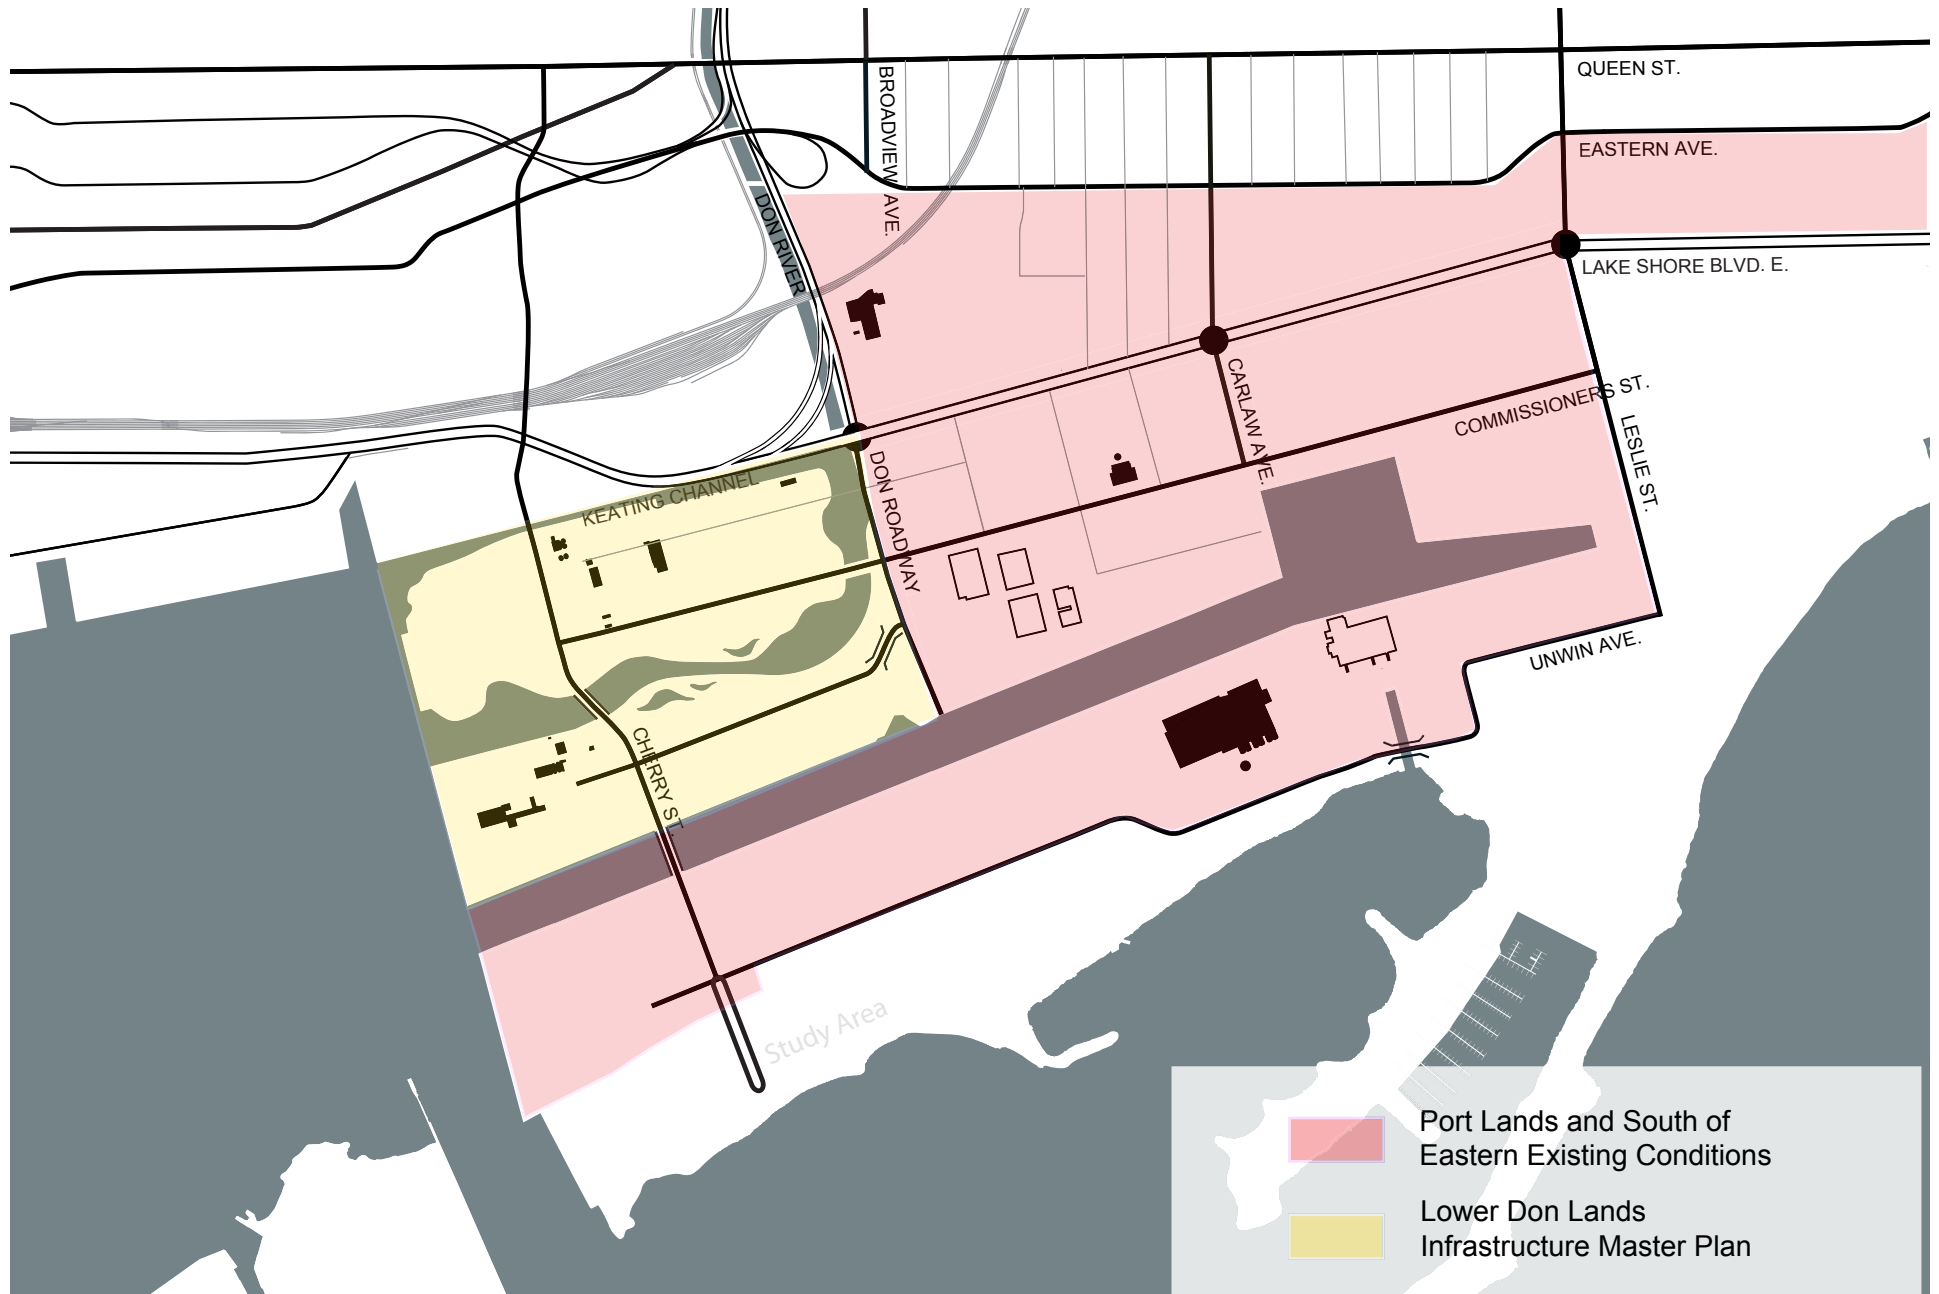 QUEEN ST.
BROADVIEW AVE.
EASTERN AVE.
DON RIVER
LAKE SHORE BLVD. E.
CARLAW AVE.
COMMISSIONERS ST.
LESLIE ST.
DON ROADWAY
KEATING CHANNEL
UNWIN AVE.
CHERRY ST.
Study Area
Port Lands and South of
Eastern Existing Conditions
Lower Don Lands
Infrastructure Master Plan